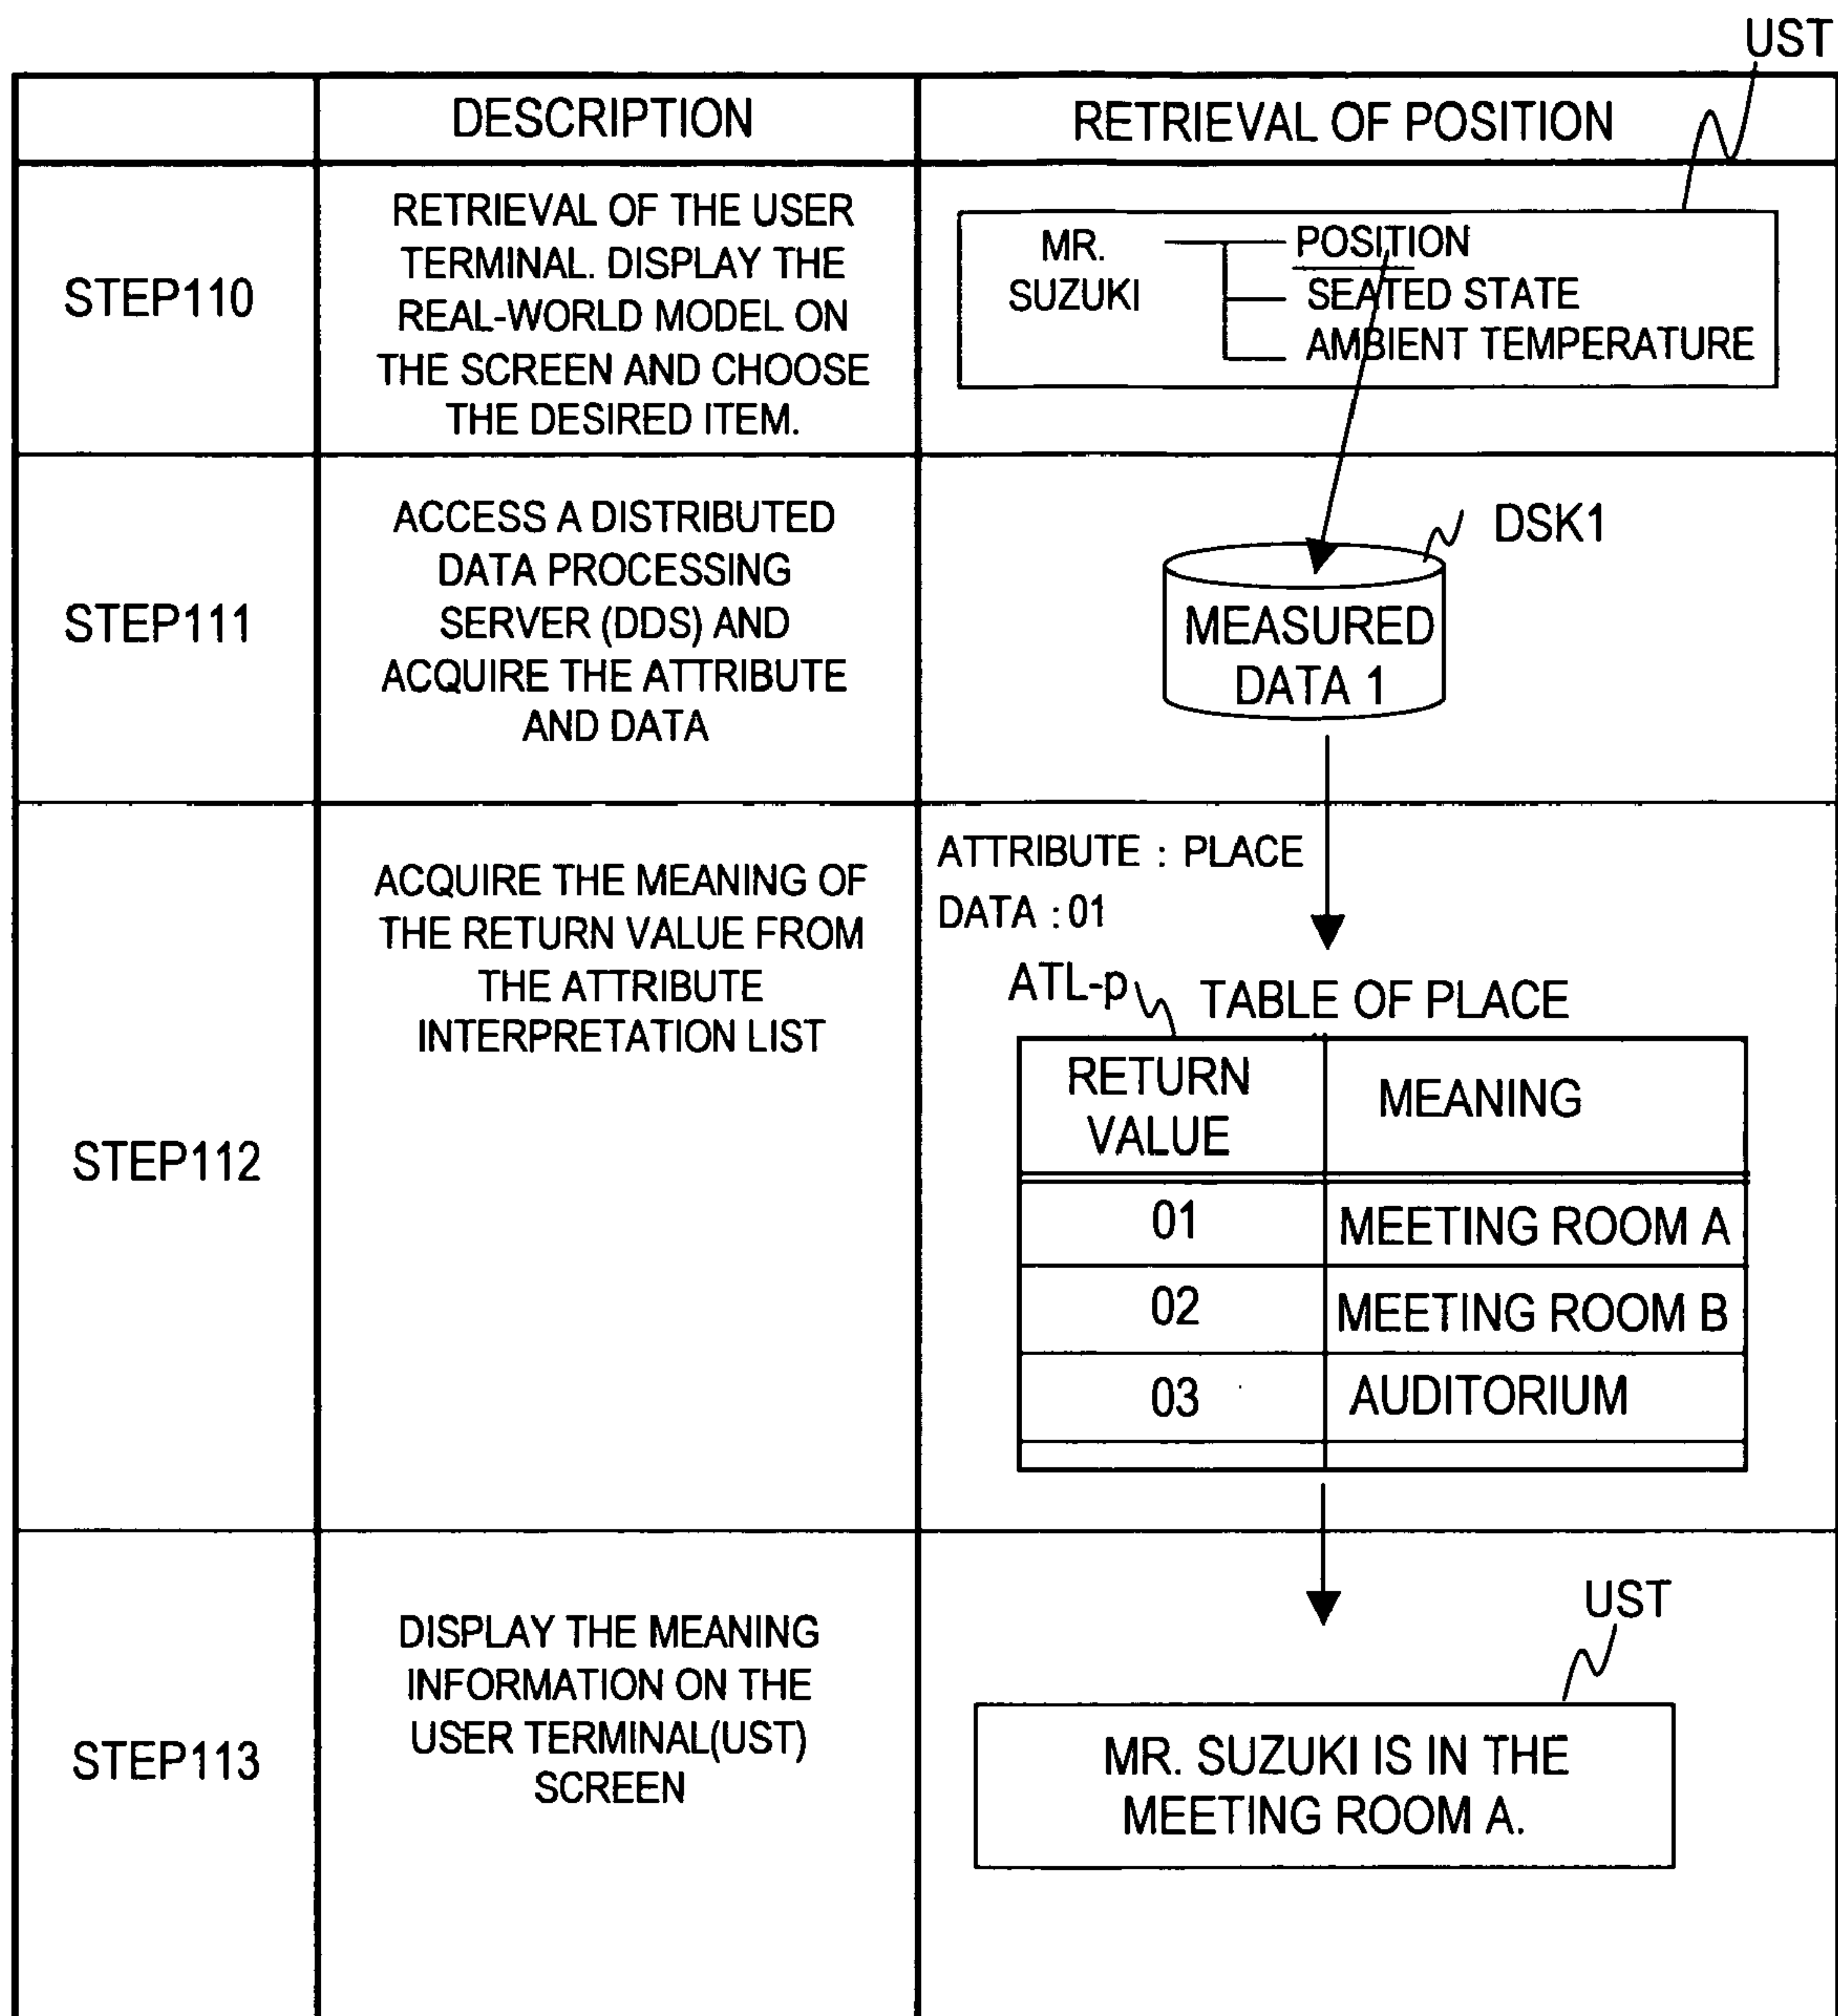 UST
DESCRIPTION
RETRIEVAL OF POSITION
STEP110
RETRIEVAL OF THE USER
TERMINAL. DISPLAY THE
REAL-WORLD MODEL ON
THE SCREEN AND CHOOSE
THE DESIRED ITEM.
MR.
SUZUKI
POSITION
SEATED STATE
AMBIENT TEMPERATURE
STEP111
ACCESS A DISTRIBUTED
DATA PROCESSING
SERVER (DDS) AND
ACQUIRE THE ATTRIBUTE
AND DATA
DSK1
MEASURED
DATA 1
STEP112
ACQUIRE THE MEANING OF
THE RETURN VALUE FROM
THE ATTRIBUTE
INTERPRETATION LIST
ATTRIBUTE : PLACE
DATA :01
ATL-p
TABLE OF PLACE
RETURN
VALUE
MEANING
01
MEETING ROOM A
02
MEETING ROOM B
03
AUDITORIUM
STEP113
DISPLAY THE MEANING
INFORMATION ON THE
USER TERMINAL(UST)
SCREEN
UST
MR. SUZUKI IS IN THE
MEETING ROOM A.